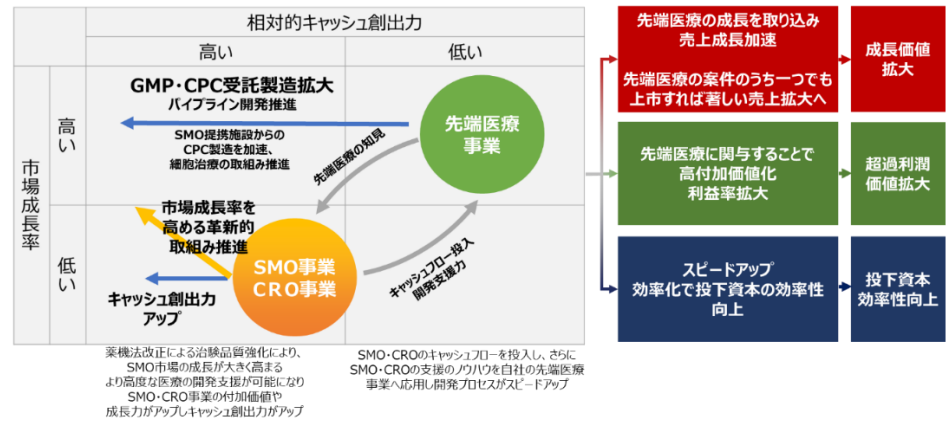 相対的キャッシュ創出力
高い
低い
市場成長率
高い
低い
GMP・CPC受託製造拡大
パイプライン開発推進
SMO提携施設からの
CPC製造を加速、
細胞治療の取組み推進
先端医療
事業
先端医療の知見
市場成長率を
高める革新的
取組み推進
SMO事業
CRO事業
キャッシュフロー投入
開発支援力
キャッシュ創出力
アップ
薬機法改正による治験品質強化により、
SMO市場の成長が大きく高まる
より高度な医療の開発支援が可能になり
SMO・CRO事業の付加価値や
成長力がアップしキャッシュ創出力がアップ
SMO・CROのキャッシュフローを投入し、さらに
SMO・CROの支援のノウハウを自社の先端医療
事業へ応用し開発プロセスがスピードアップ
先端医療の成長を取り込み
売上成長加速
先端医療の案件のうち一つでも
上市すれば著しい売上拡大へ
成長価値
拡大
先端医療に関与することで
高付加価値化
利益率拡大
超過利潤
価値拡大
スピードアップ
効率化で投下資本の効率性
向上
投下資本
効率性向上